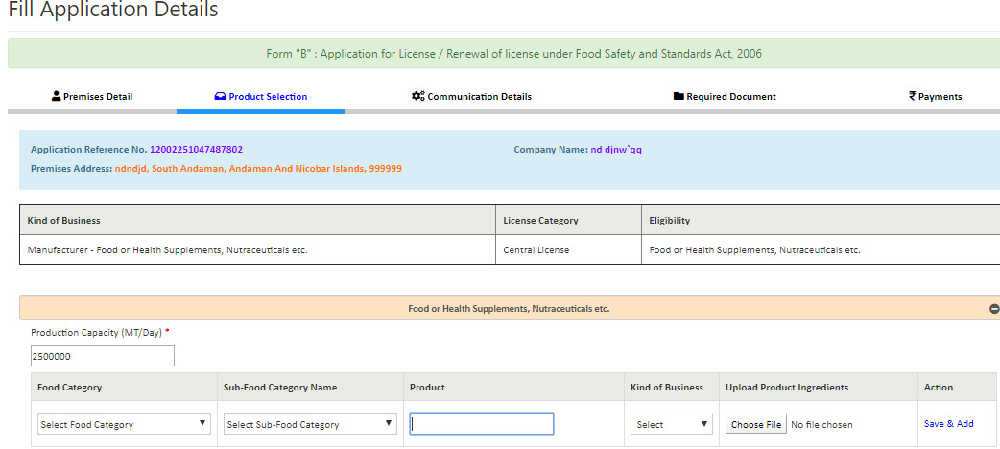 Fill Application Details
Form "B" : Application for License / Renewal of license under Food Safety and Standards Act, 2006
Premises Detail Product Selection Communication Details Required Document ₹ Payments
Application Reference No. 12002251047487802 Company Name: nd djnw`qq
Premises Address: ndndjd, South Andaman, Andaman And Nicobar Islands, 999999
Kind of Business License Category Eligibility
Manufacturer - Food or Health Supplements, Nutraceuticals etc. Central License Food or Health Supplements, Nutraceuticals etc.
Food or Health Supplements, Nutraceuticals etc.
Production Capacity (MT/Day) *
2500000
Food Category Sub-Food Category Name Product Kind of Business Upload Product Ingredients Action
Select Food Category Select Sub-Food Category Select Choose File No file chosen Save & Add